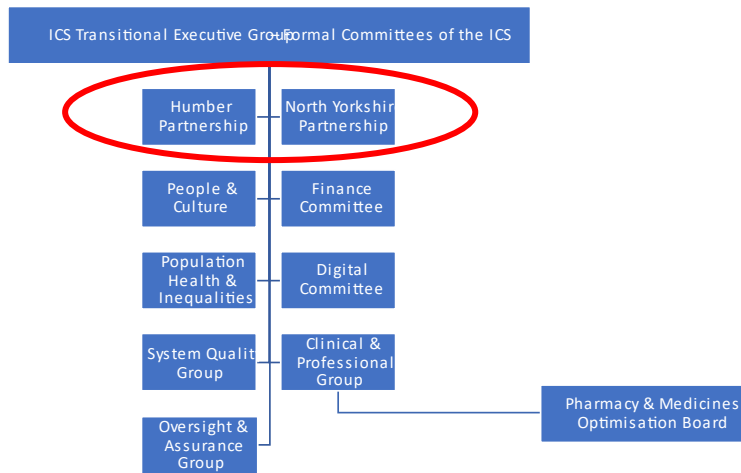 ICS Transitional Executive Group–Formal Committees of the ICS
Humber
Partnership
North Yorkshir
Partnership
People &
Culture
Finance
Committee
Population
Health &
Inequalities
Digital
Committee
System Qualit
Group
Clinical &
Professional
Group
Pharmacy & Medicines
Optimisation Board
Oversight &
Assurance
Group